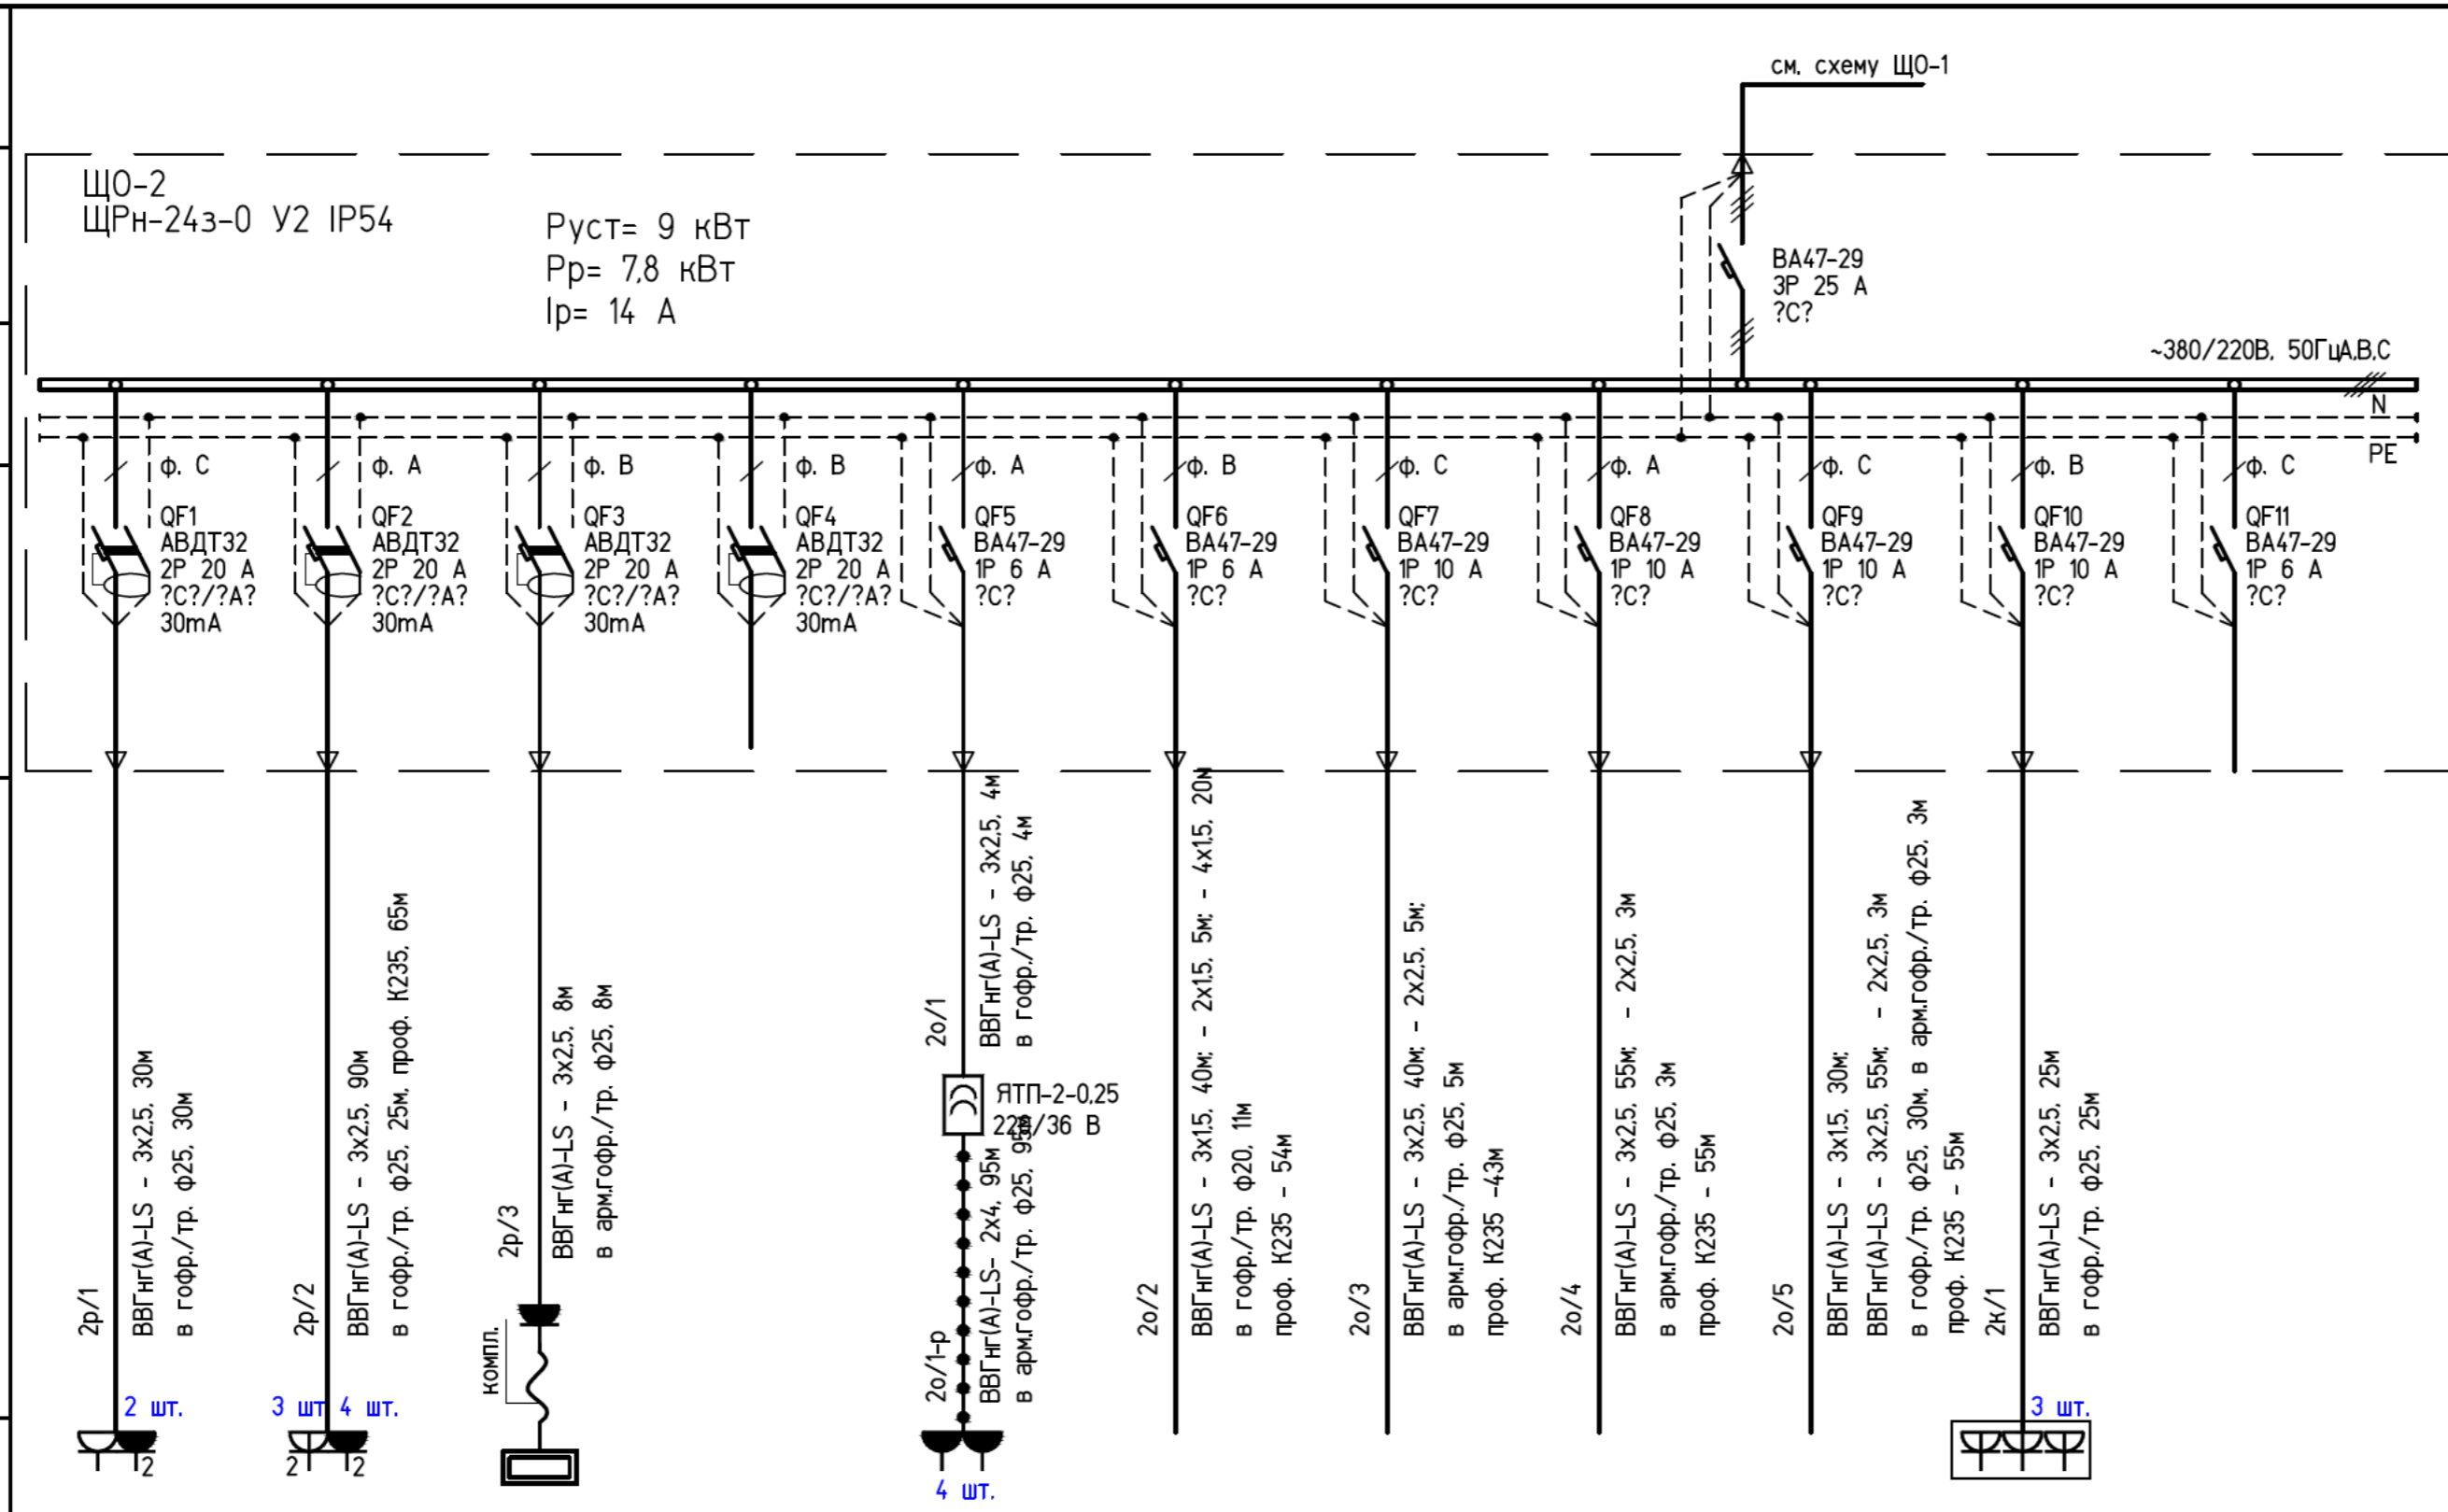 см. схему ЩО-1
ЩО-2
ЩРн-24з-0 У2 IP54
Руст= 9 кВт
Рр= 7,8 кВт
Iр= 14 А
ВА47-29
3Р 25 А
?С?
~380/220В, 50ГцА,В,С
N
PE
ф. С
QF1
АВДТ32
2Р 20 А
?С?/?А?
30mA
ф. А
QF2
АВДТ32
2Р 20 А
?С?/?А?
30mA
ф. В
QF3
АВДТ32
2Р 20 А
?С?/?А?
30mA
ф. В
QF4
АВДТ32
2Р 20 А
?С?/?А?
30mA
ф. А
QF5
ВА47-29
1Р 6 А
?С?
ф. В
QF6
ВА47-29
1Р 6 А
?С?
ф. С
QF7
ВА47-29
1Р 10 А
?С?
ф. А
QF8
ВА47-29
1Р 10 А
?С?
ф. С
QF9
ВА47-29
1Р 10 А
?С?
ф. В
QF10
ВА47-29
1Р 10 А
?С?
ф. С
QF11
ВА47-29
1Р 6 А
?С?
2р/1
ВВГнг(А)-LS - 3х2,5, 30м
в гофр./тр. ф25, 30м
2 шт.
2
2р/2
ВВГнг(А)-LS - 3х2,5, 90м
в гофр./тр. ф25, 25м, проф. К235, 65м
3 шт
4 шт.
2
2
2р/3
ВВГнг(А)-LS - 3х2,5, 8м
в арм.гофр./тр. ф25, 8м
компл.
2о/1
ВВГнг(А)-LS - 3х2,5, 4м
в гофр./тр. ф25, 4м
ЯТП-2-0,25
220/36 В
2о/1-р
ВВГнг(А)-LS- 2х4, 95м
в арм.гофр./тр. ф25, 95м
4 шт.
2о/2
ВВГнг(А)-LS - 3х1,5, 40м; - 2х1,5, 5м; - 4х1,5, 20м
в гофр./тр. ф20, 11м
проф. К235 - 54м
2о/3
ВВГнг(А)-LS - 3х2,5, 40м; - 2х2,5, 5м;
в арм.гофр./тр. ф25, 5м
проф. К235 -43м
2о/4
ВВГнг(А)-LS - 3х2,5, 55м; - 2х2,5, 3м
в арм.гофр./тр. ф25, 3м
проф. К235 - 55м
2о/5
ВВГнг(А)-LS - 3х1,5, 30м;
ВВГнг(А)-LS - 3х2,5, 55м; - 2х2,5, 3м
в гофр./тр. ф25, 30м, в арм.гофр./тр. ф25, 3м
проф. К235 - 55м
2к/1
ВВГнг(А)-LS - 3х2,5, 25м
в гофр./тр. ф25, 25м
3 шт.